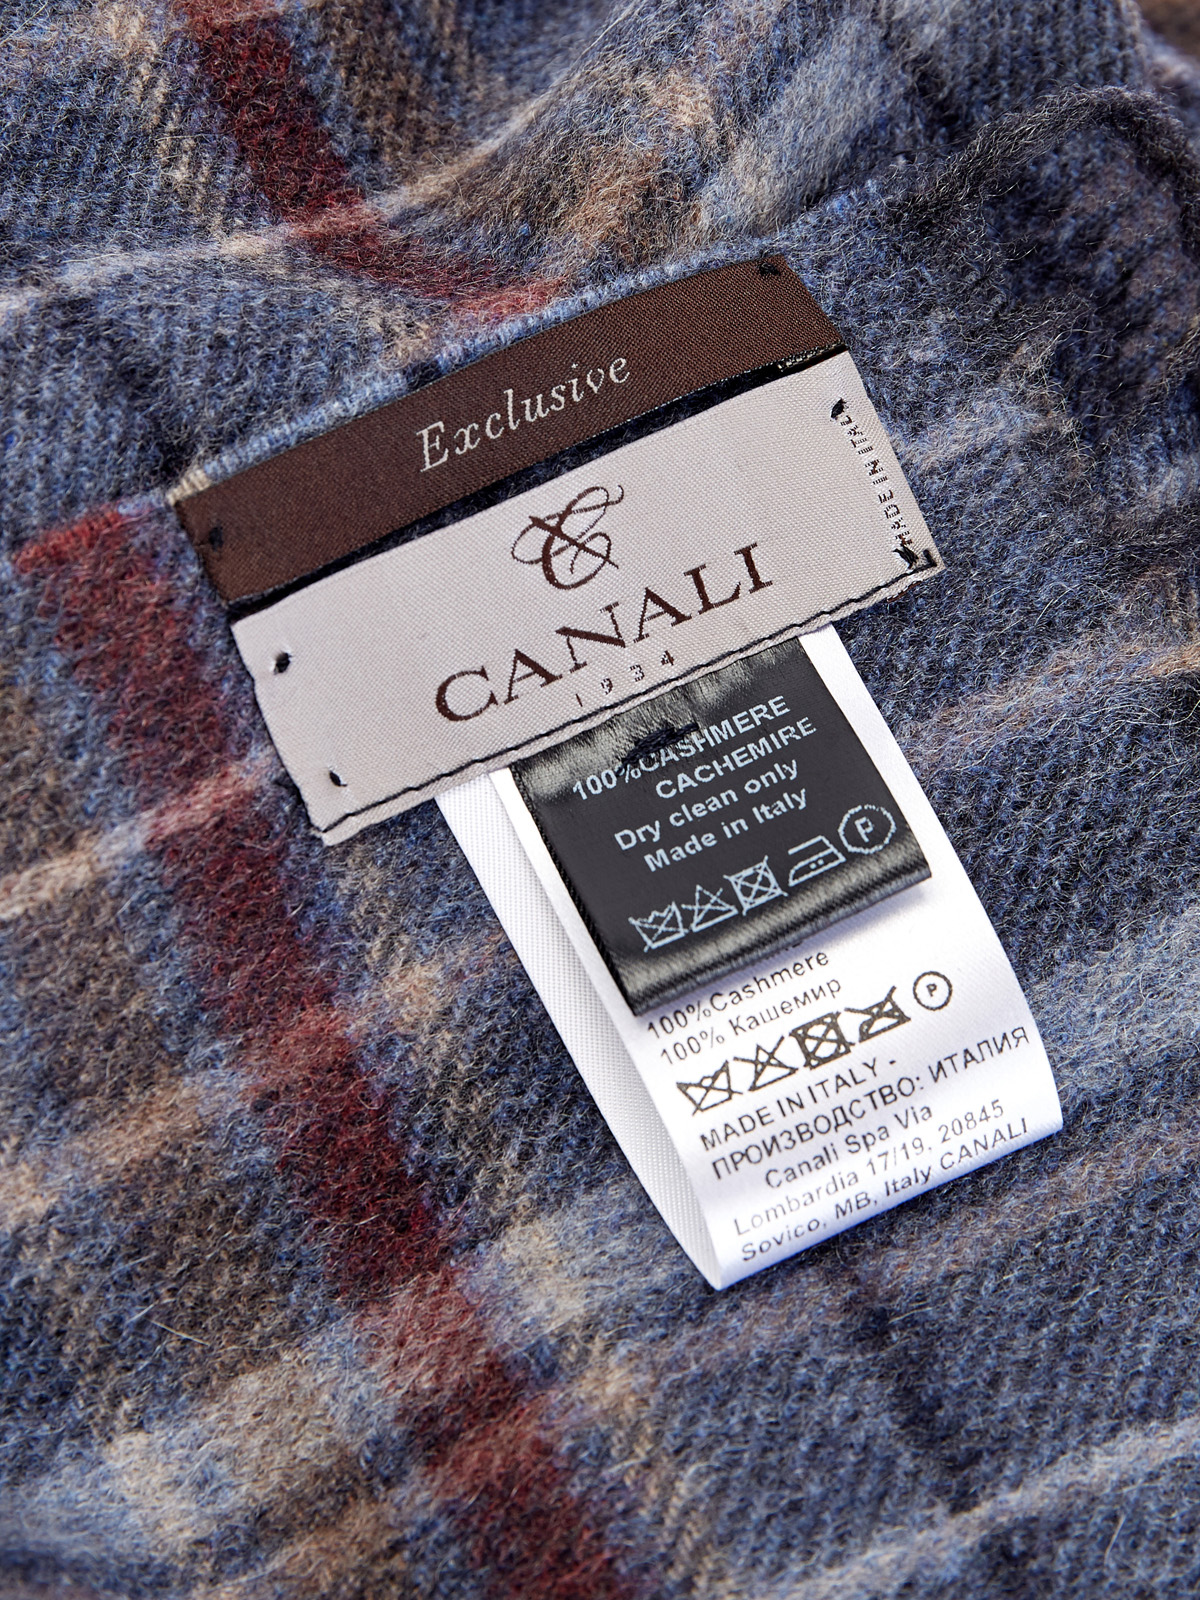 Exclusive
CANALI
1934
MADE IN ITALY
100%CASHMERE
CACHEMIRE
Dry clean only
Made in Italy
P
100%Cashmere
100% Кашемир
P
MADE IN ITALY -
ПРОИЗВОДСТВО: ИТАЛИЯ
Canali Spa Via
Lombardia 17/19, 20845
Sovico, MB, Italy CANALI